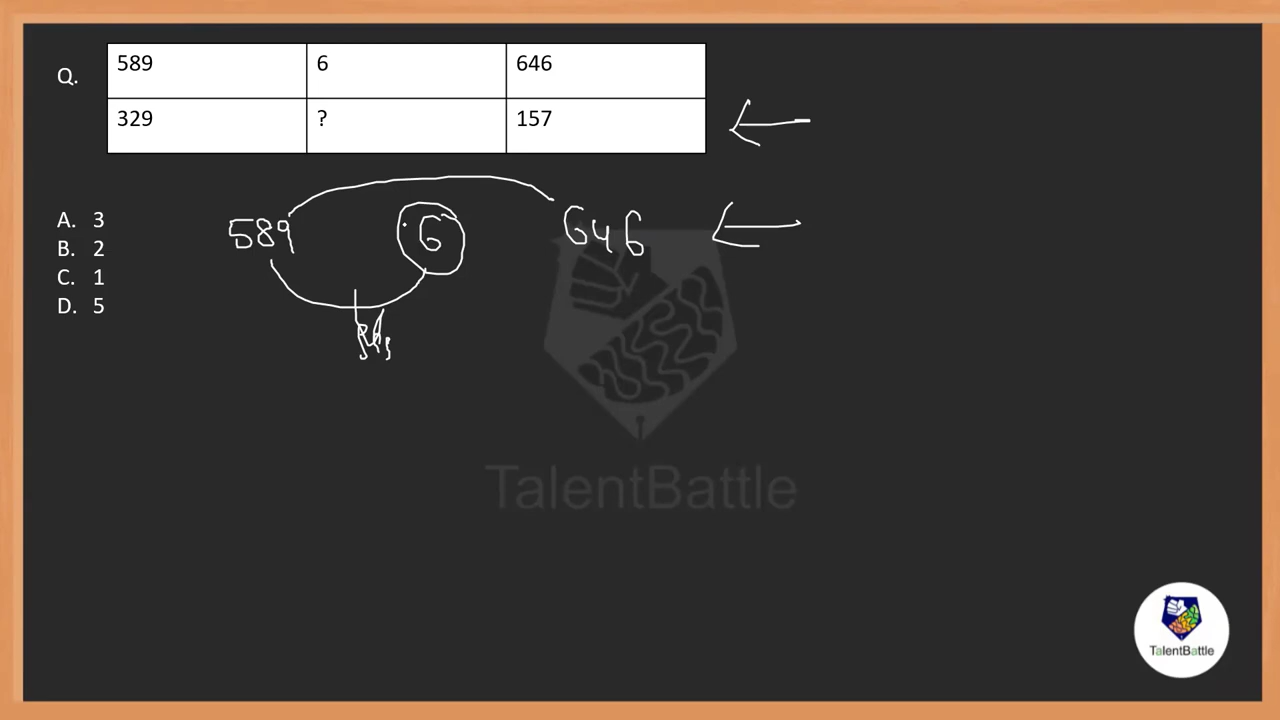 Q. 589 6 646
329 ? 157
A. 3
B. 2
C. 1
D. 5
589 6 646
TalentBattle
TalentBattle